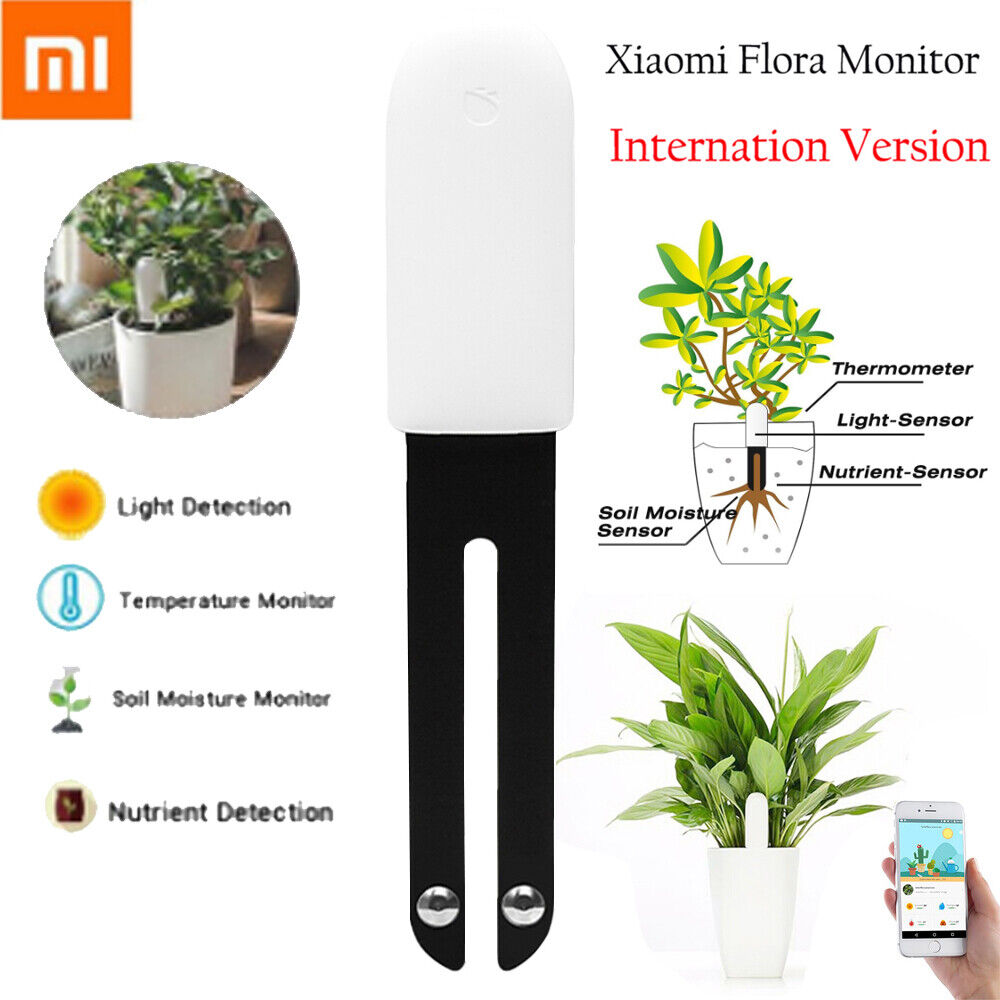 mi
Xiaomi Flora Monitor
Internation Version
Thermometer
Light-Sensor
Nutrient-Sensor
Soil Moisture
Sensor
Light Detection
Temperature Monitor
Soil Moisture Monitor
Nutrient Detection